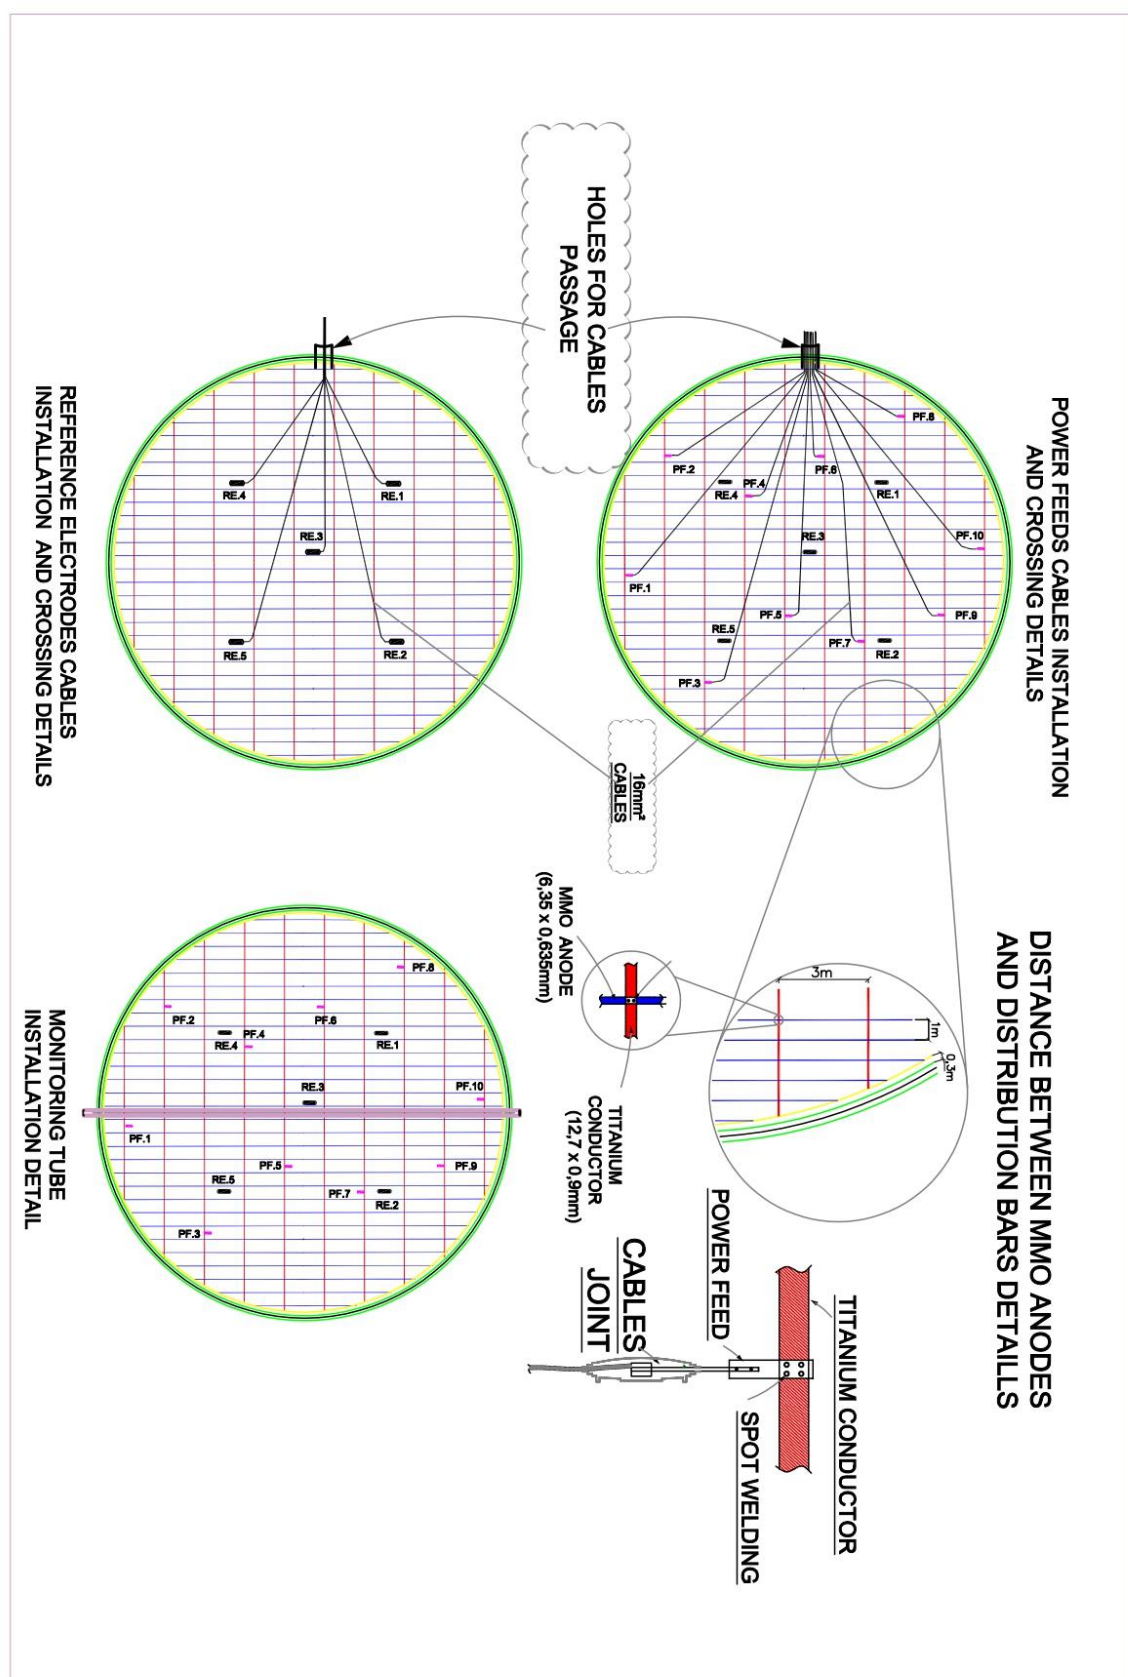 POWER FEEDS CABLES INSTALLATION
AND CROSSING DETAILS
PF.8
PF.2
PF.6
PF.4
RE.4
RE.1
RE.3
PF.10
PF.1
PF.5
PF.9
RE.5
PF.7
RE.2
PF.3
HOLES FOR CABLES
PASSAGE
REFERENCE ELECTRODES CABLES
INSTALLATION AND CROSSING DETAILS
RE.4
RE.1
RE.3
RE.5
RE.2
16mm²
CABLES
DISTANCE BETWEEN MMO ANODES
AND DISTRIBUTION BARS DETAILLS
3m
1m
0,3m
MMO ANODE
(6,35 x 0,635mm)
TITANIUM
CONDUCTOR
(12,7 x 0,9mm)
TITANIUM CONDUCTOR
POWER FEED
SPOT WELDING
CABLES
JOINT
MONITORING TUBE
INSTALLATION DETAIL
PF.8
PF.2
PF.6
PF.4
RE.4
RE.1
RE.3
PF.10
PF.1
PF.5
PF.9
RE.5
PF.7
RE.2
PF.3